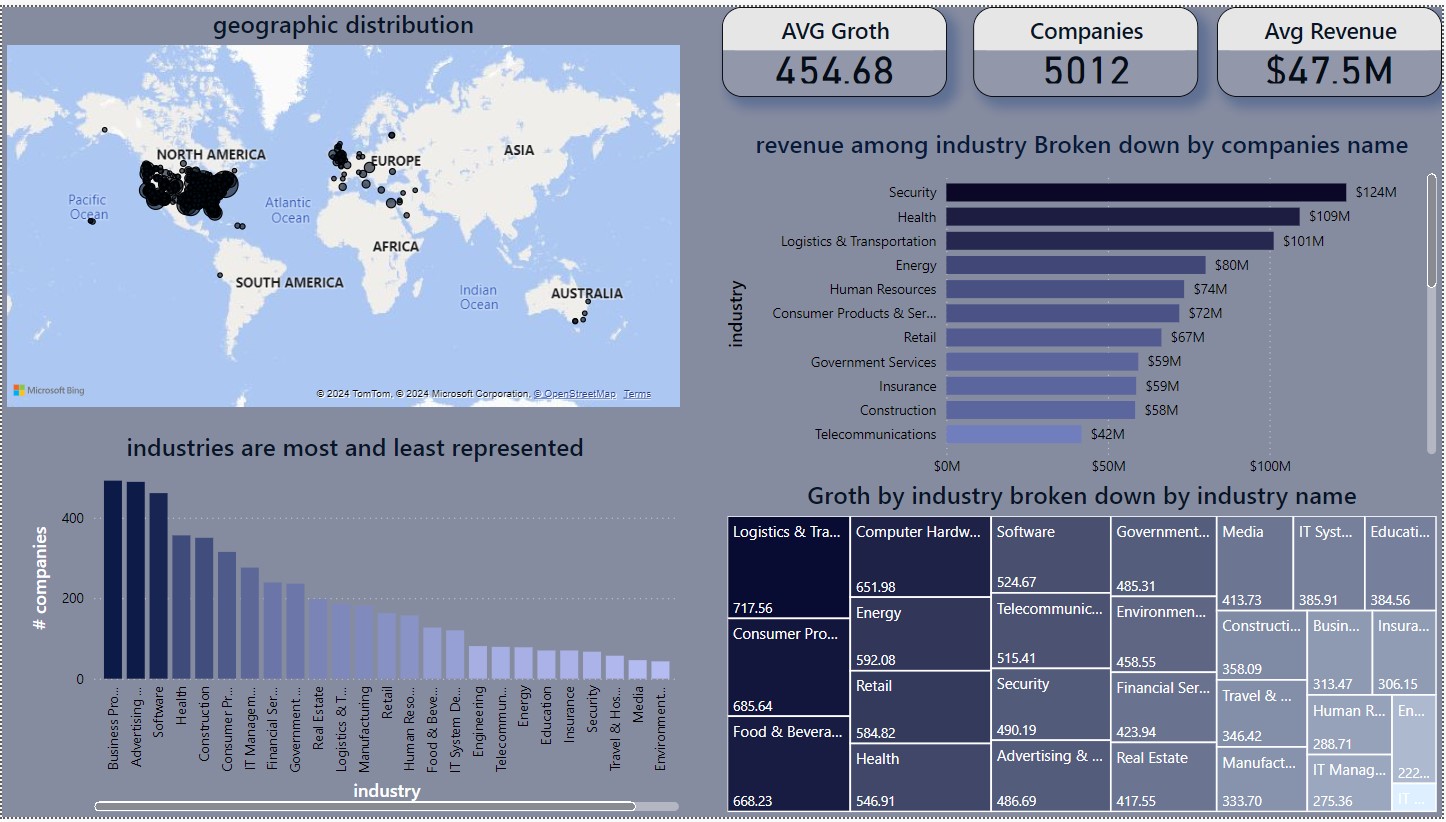 geographic distribution
NORTH AMERICA
EUROPE
ASIA
Pacific
Ocean
Atlantic
Ocean
AFRICA
SOUTH AMERICA
Indian
Ocean
AUSTRALIA
Microsoft Bing
© 2024 TomTom, © 2024 Microsoft Corporation, © OpenStreetMap Terms
AVG Groth
454.68
Companies
5012
Avg Revenue
$47.5M
revenue among industry Broken down by companies name
industry
Security $124M
Health $109M
Logistics & Transportation $101M
Energy $80M
Human Resources $74M
Consumer Products & Ser... $72M
Retail $67M
Government Services $59M
Insurance $59M
Construction $58M
Telecommunications $42M
$0M $50M $100M
industries are most and least represented
# companies
400
200
0
Business Pro...
Advertising ...
Software
Health
Construction
Consumer Pr...
IT Managem...
Financial Ser...
Government...
Real Estate
Logistics & T...
Manufacturing
Retail
Human Reso...
Food & Beve...
IT System De...
Engineering
Telecommun...
Energy
Education
Insurance
Security
Travel & Hos...
Media
Environment...
industry
Groth by industry broken down by industry name
Logistics & Tra...
717.56
Consumer Pro...
685.64
Food & Bevera...
668.23
Computer Hardw...
651.98
Energy
592.08
Retail
584.82
Health
546.91
Software
524.67
Telecommunic...
515.41
Security
490.19
Advertising & ...
486.69
Government...
485.31
Environmen...
458.55
Financial Ser...
423.94
Real Estate
417.55
Media
413.73
IT Syst...
385.91
Educati...
384.56
Constructi...
358.09
Travel & ...
346.42
Manufact...
333.70
Busin...
313.47
Insura...
306.15
Human R...
288.71
IT Manag...
275.36
En...
222...
IT ...